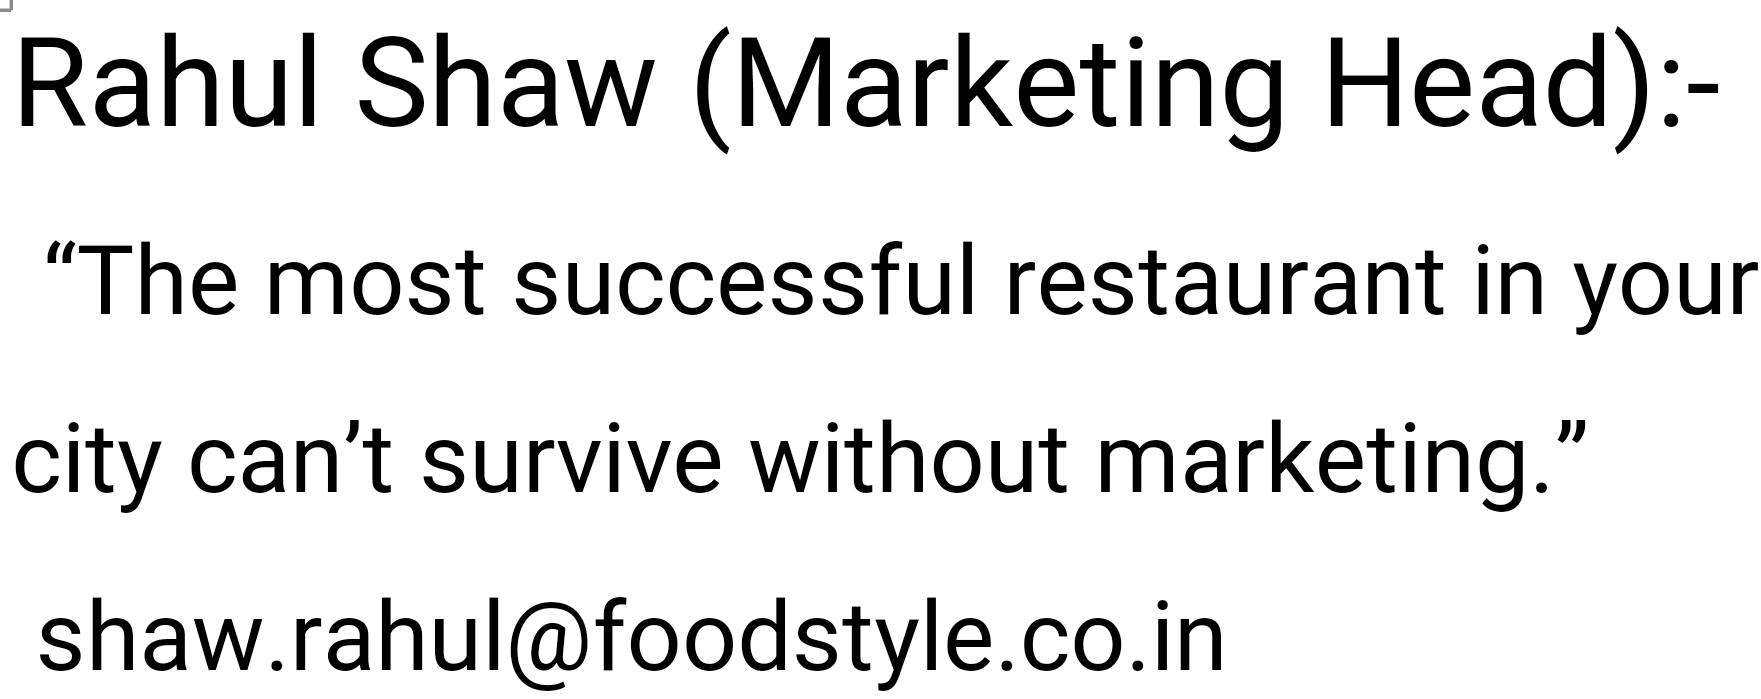 Rahul Shaw (Marketing Head):-
“The most successful restaurant in your
city can’t survive without marketing.”
shaw.rahul@foodstyle.co.in